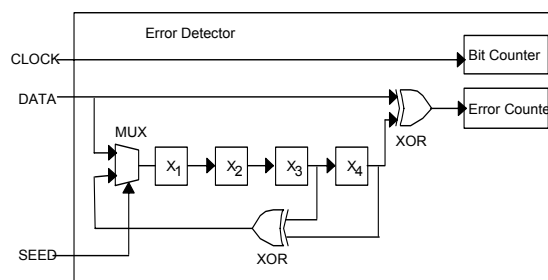 Error Detector
CLOCK
Bit Counter
DATA
Error Counte
MUX
XOR
X1
X2
X3
X4
SEED
XOR